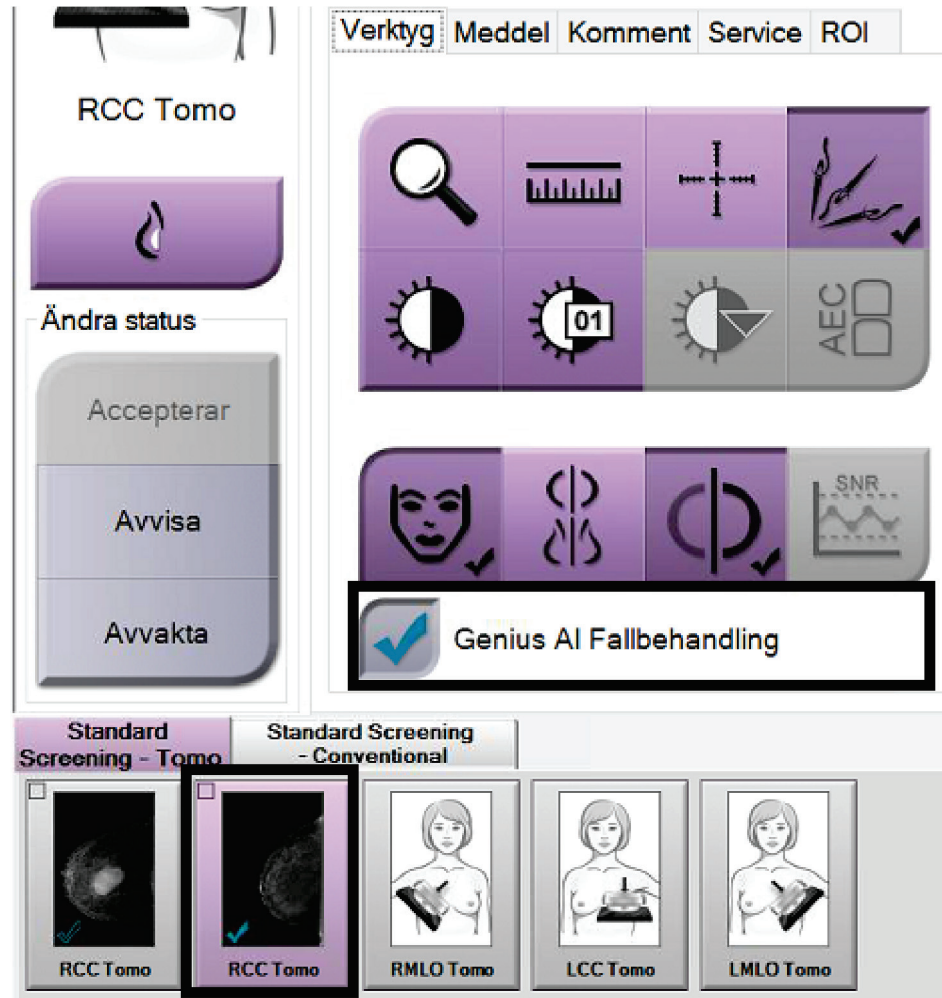 Verktyg Meddel Komment Service ROI
RCC Tomo
Ändra status
Accepterar
Avvisa
Avvakta
01
AEC
SNR
Genius AI Fallbehandling
Standard
Screening - Tomo
Standard Screening
- Conventional
RCC Tomo
RCC Tomo
RMLO Tomo
LCC Tomo
LMLO Tomo